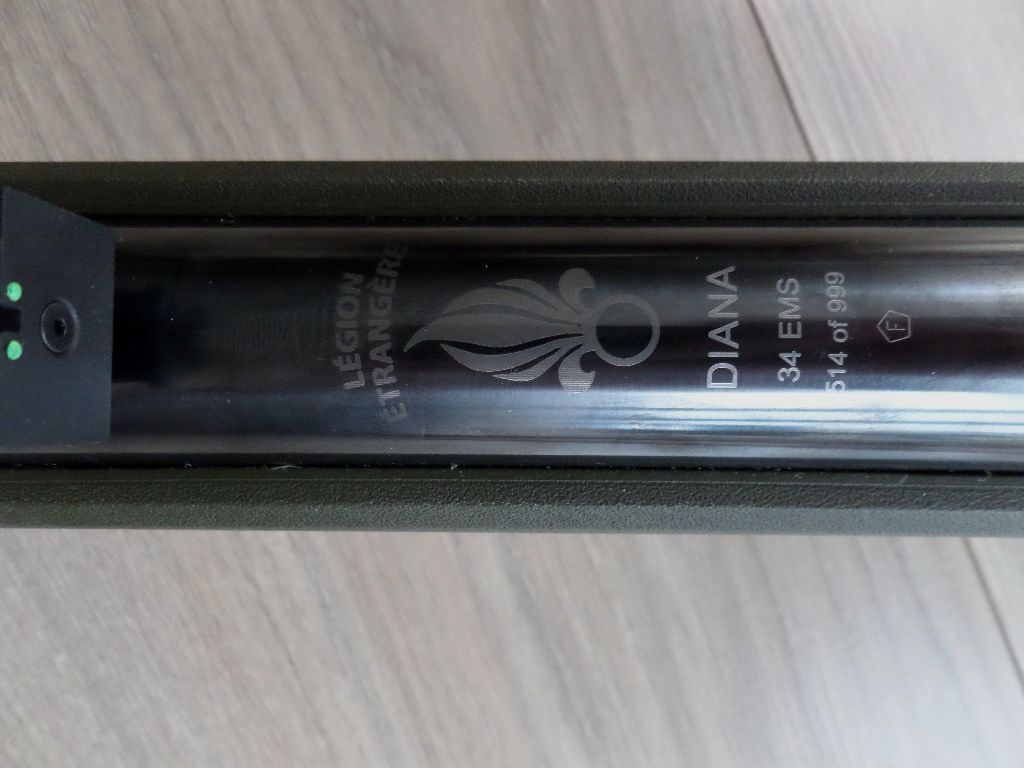 LÉGION
ÉTRANGÈRE
DIANA
34 EMS
514 of 999
F